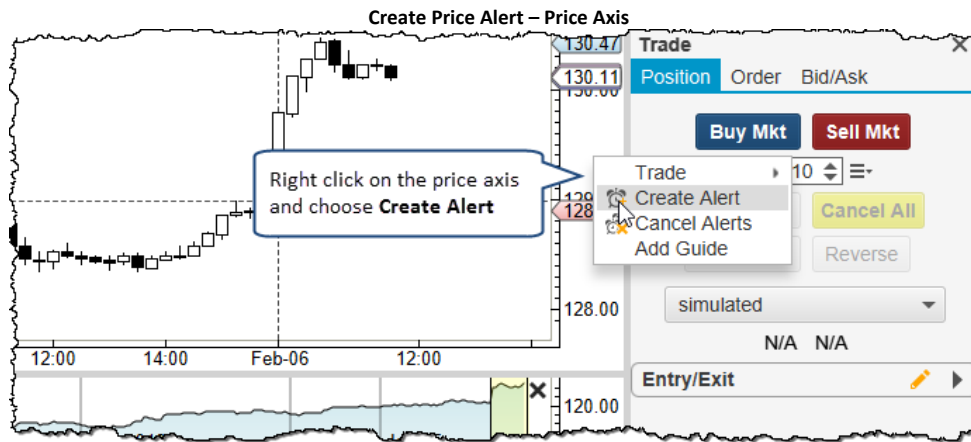 Create Price Alert – Price Axis
130.47
130.11
130.00
128.00
120.00
12:00
14:00
Feb-06
12:00
Right click on the price axis
and choose Create Alert
Trade
Create Alert
Cancel Alerts
Add Guide
Trade
Position Order Bid/Ask
Buy Mkt Sell Mkt
10
Cancel All
Reverse
simulated
N/A N/A
Entry/Exit